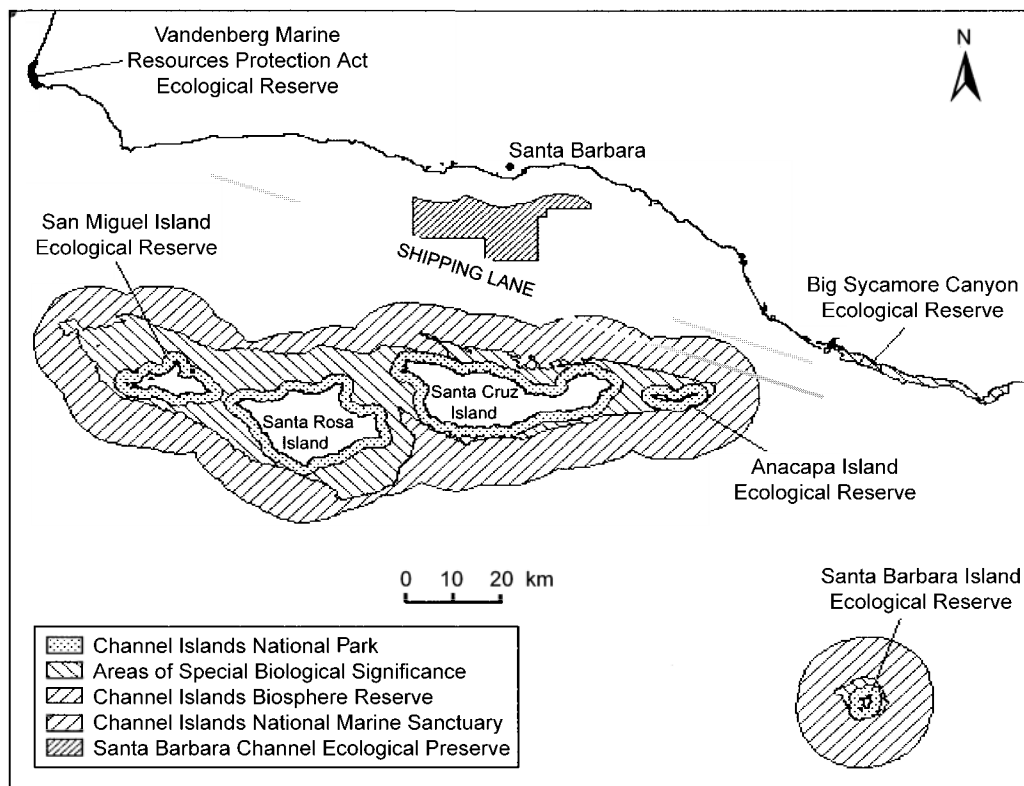 Vandenberg Marine
Resources Protection Act
Ecological Reserve
N
Santa Barbara
San Miguel Island
Ecological Reserve
SHIPPING LANE
Big Sycamore Canyon
Ecological Reserve
Santa Cruz
Island
Santa Rosa
Island
Anacapa Island
Ecological Reserve
0 10 20 km
Santa Barbara Island
Ecological Reserve
Channel Islands National Park
Areas of Special Biological Significance
Channel Islands Biosphere Reserve
Channel Islands National Marine Sanctuary
Santa Barbara Channel Ecological Preserve